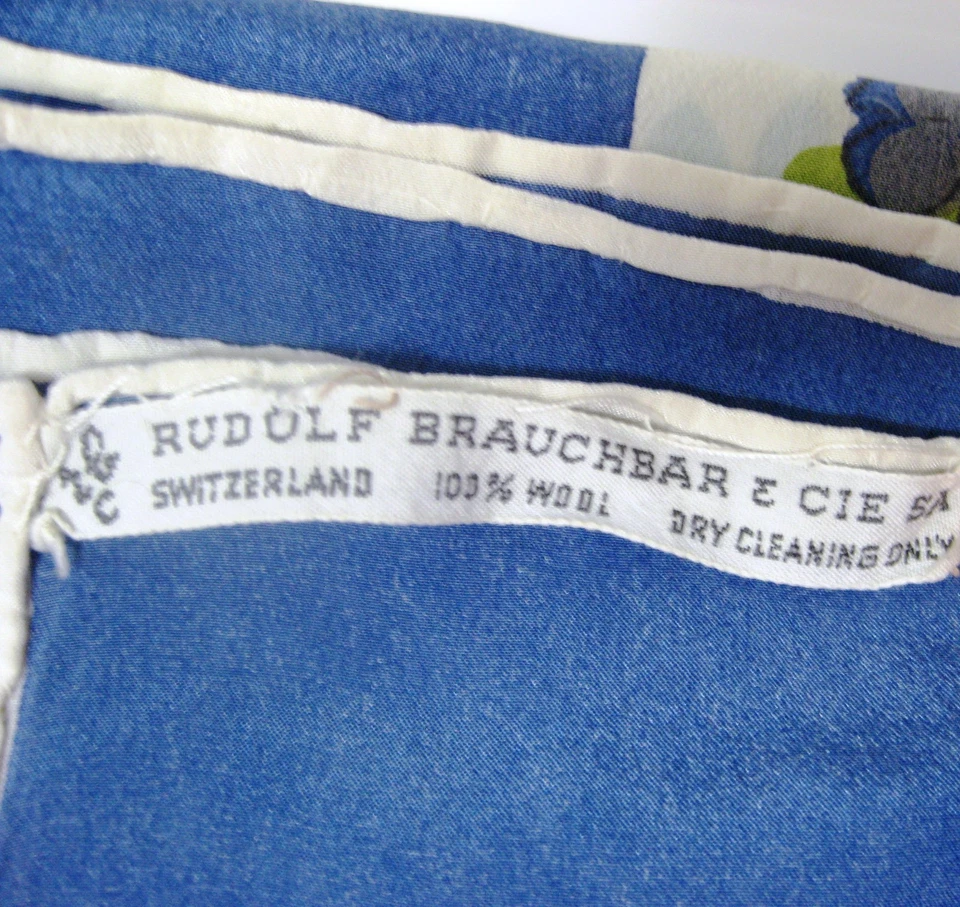 RUDOLF BRAUCHBAR & CIE SA
SWITZERLAND 100% WOOL DRY CLEANING ONLY